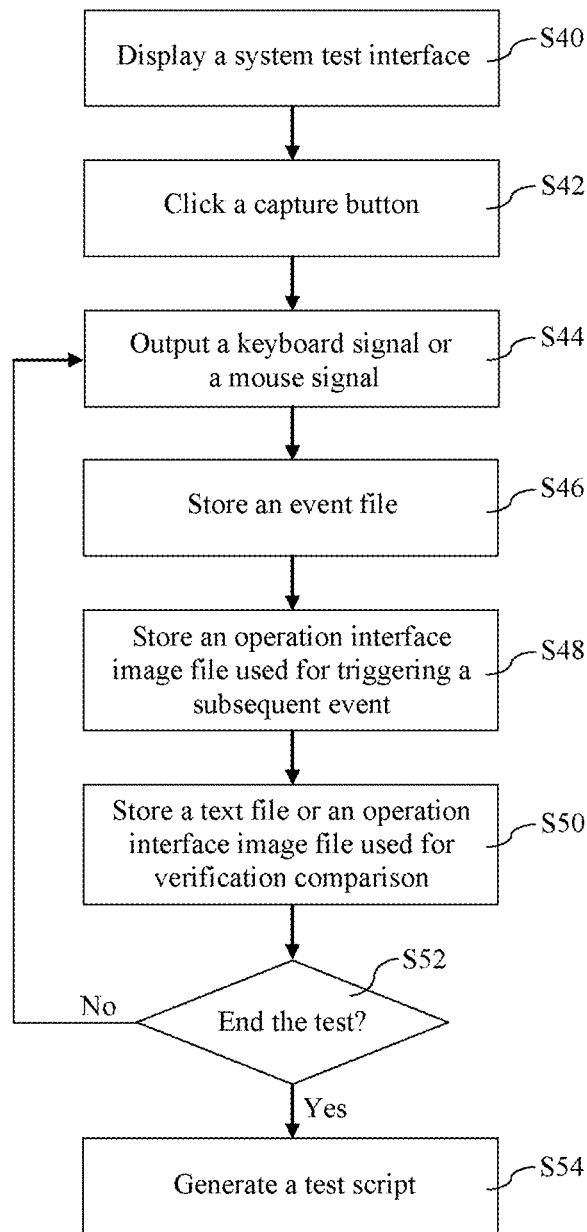 Display a system test interface
S40
Click a capture button
S42
Output a keyboard signal or
a mouse signal
S44
Store an event file
S46
Store an operation interface
image file used for triggering a
subsequent event
S48
Store a text file or an operation
interface image file used for
verification comparison
S50
S52
End the test?
No
Yes
Generate a test script
S54